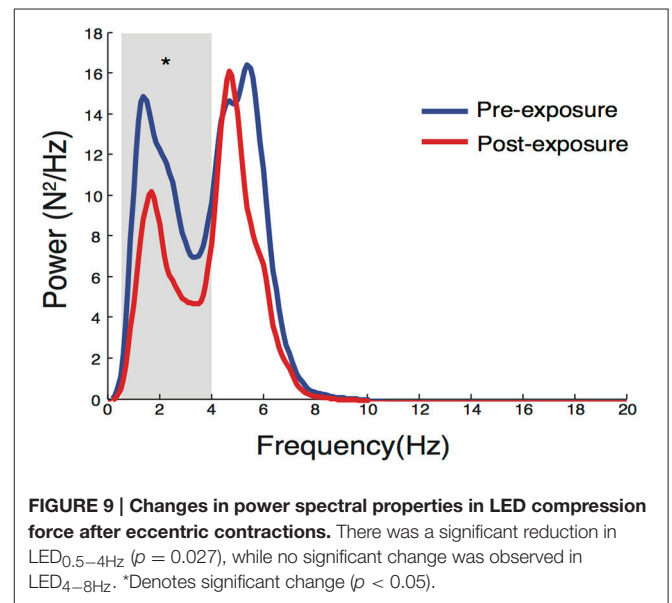 18
16
14
12
10
8
6
4
2
0
*
Pre-exposure
Post-exposure
Power (N²/Hz)
0 2 4 6 8 10 12 14 16 18 20
Frequency(Hz)
FIGURE 9 | Changes in power spectral properties in LED compression
force after eccentric contractions. There was a significant reduction in
LED0.5–4Hz (p = 0.027), while no significant change was observed in
LED4–8Hz. *Denotes significant change (p < 0.05).